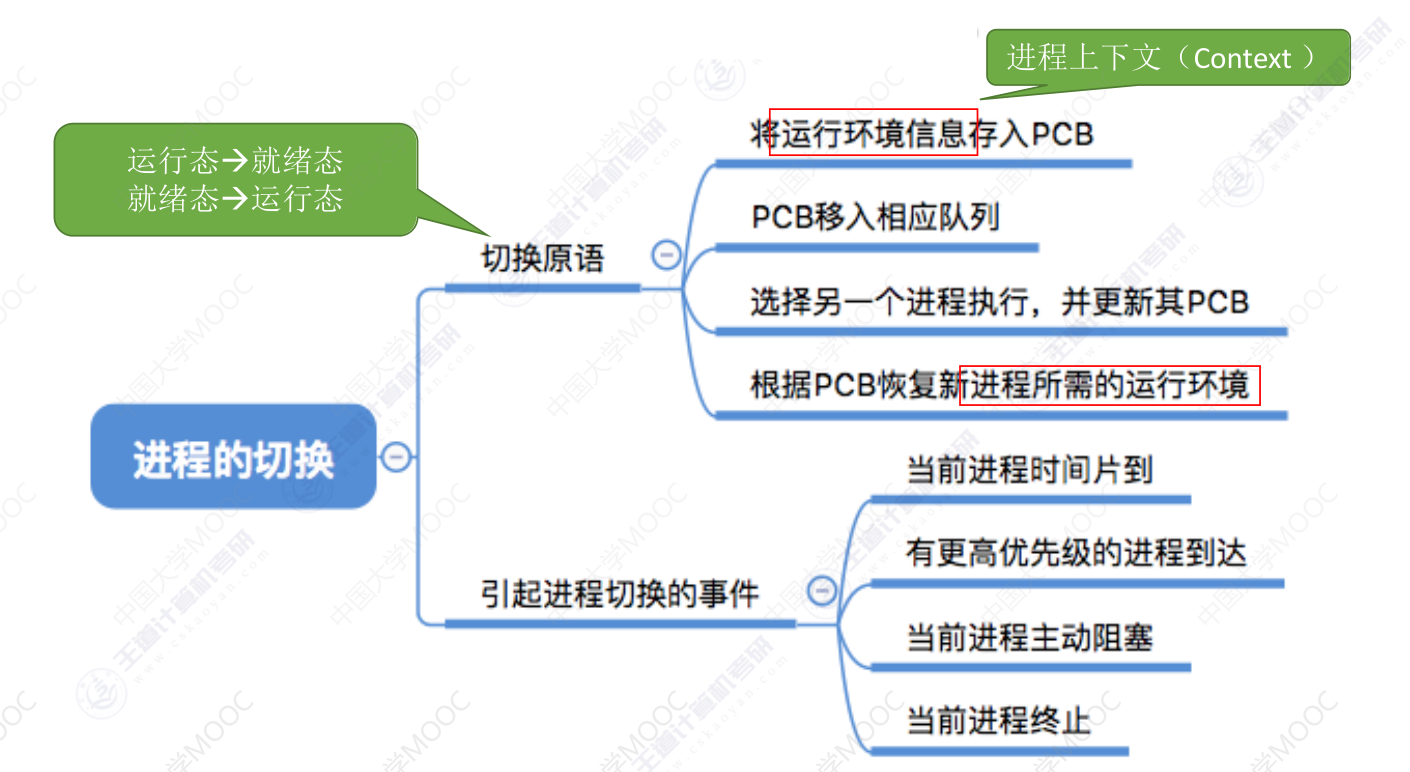 进程上下文（Context ）
将运行环境信息存入PCB
运行态→就绪态
就绪态→运行态
PCB移入相应队列
切换原语
选择另一个进程执行，并更新其PCB
根据PCB恢复新进程所需的运行环境
进程的切换
当前进程时间片到
有更高优先级的进程到达
引起进程切换的事件
当前进程主动阻塞
当前进程终止
中国大学MOOC
王道计算机考研
www.cskaoyan.com